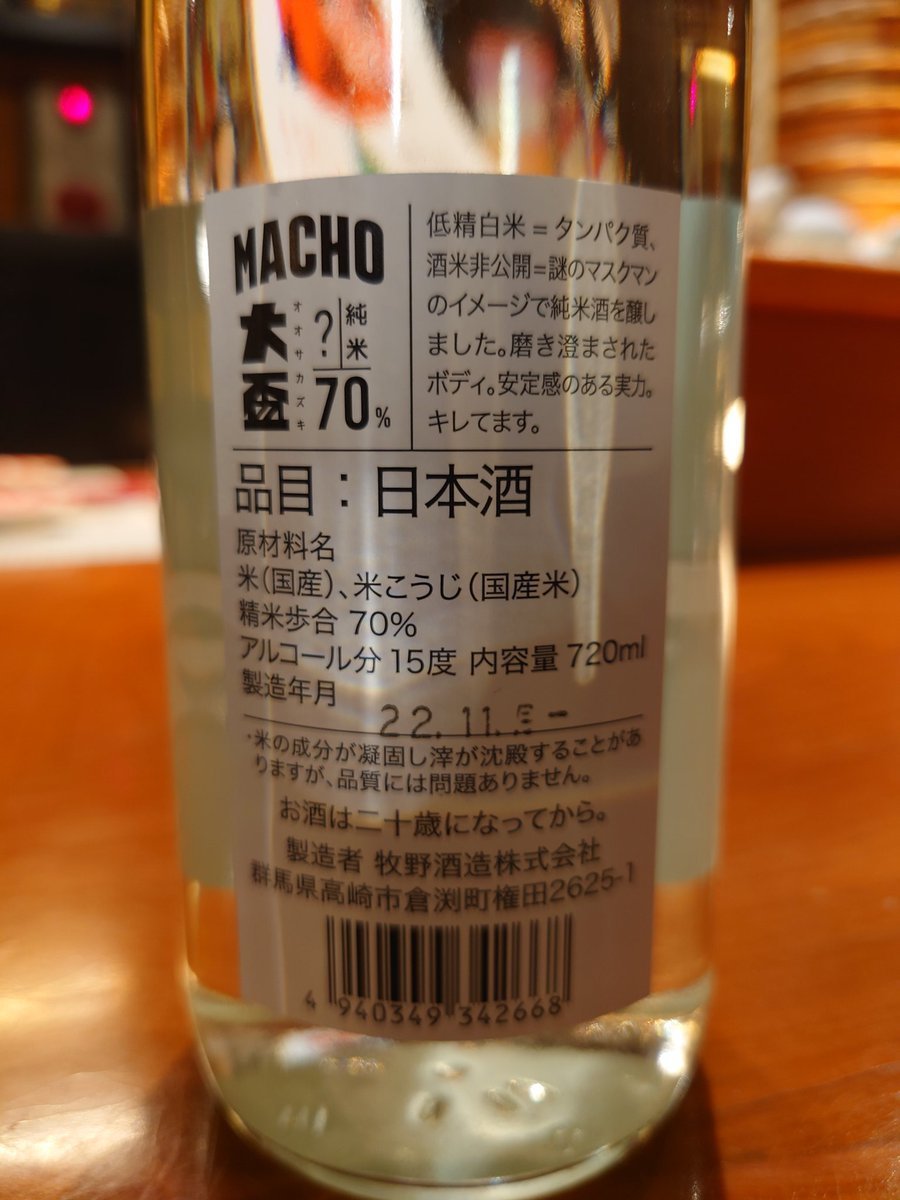 MACHO
大盃
オオサカズキ
?
純米
70%
低精白米=タンパク質、
酒米非公開=謎のマスクマン
のイメージで純米酒を醸し
ました。磨き澄まされた
ボディ。安定感のある実力。
キレてます。
品目:日本酒
原材料名
米(国産)、米こうじ(国産米)
精米歩合 70%
アルコール分 15度 内容量 720ml
製造年月
22.11.
・米の成分が凝固し滓が沈殿することがあ
りますが、品質には問題ありません。
お酒は二十歳になってから。
製造者 牧野酒造株式会社
群馬県高崎市倉渕町権田2625-1
4 940349 342668